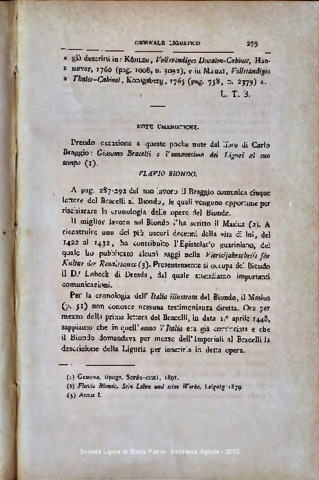 GIORNALE LIGUSTICO 299
» già descritti in: Köhler, Vollständiges Ducaten-Cabinet, Han-
» nover, 1760 (pag. 1008, n. 3092), e in Madai, Vollständiges
» Thaler-Cabinet, Königsberg, 1765 (pag. 758, n. 2379) ».
L. T. B.
NOTE UMANISTICHE.
Prendo occasione a queste poche note dal libro di Carlo
Braggio: Giacomo Bracelli e l'umanesimo dei Liguri al suo
tempo (1).
FLAVIO BIONDO.
A pag. 287-292 del suo lavoro il Braggio comunica cinque
lettere del Bracelli al Biondo, le quali vengono opportune per
rischiarare la cronologia delle opere del Biondo.
Il miglior lavoro sul Biondo l'ha scritto il Masius (2). A
ricostruire uno dei più oscuri decenni della vita di lui, dal
1422 al 1432, ha contribuito l'Epistolario guariniano, del
quale ho pubblicato alcuni saggi nella Vierteljahrschrift für
Kultur der Renaissance (3). Presentemente si occupa del Biondo
il D.r Lobeck di Dresda, dal quale attendiamo importanti
comunicazioni.
Per la cronologia dell'Italia illustrata del Biondo, il Masius
(p. 51) non conosce nessuna testimonianza diretta. Ora per
mezzo della prima lettera del Bracelli, in data 1.º aprile 1448,
sappiamo che in quell'anno l'Italia era già cominciata e che
il Biondo domandava per mezzo dell'Imperiali al Bracelli la
descrizione della Liguria per inserirla in detta opera.
(1) Genova, tipogr. Sordo-muti, 1891.
(2) Flavio Biondo, Sein Leben und seine Werke, Leipzig 1879.
(3) Anno I.
Società Ligure di Storia Patria - biblioteca digitale - 2012